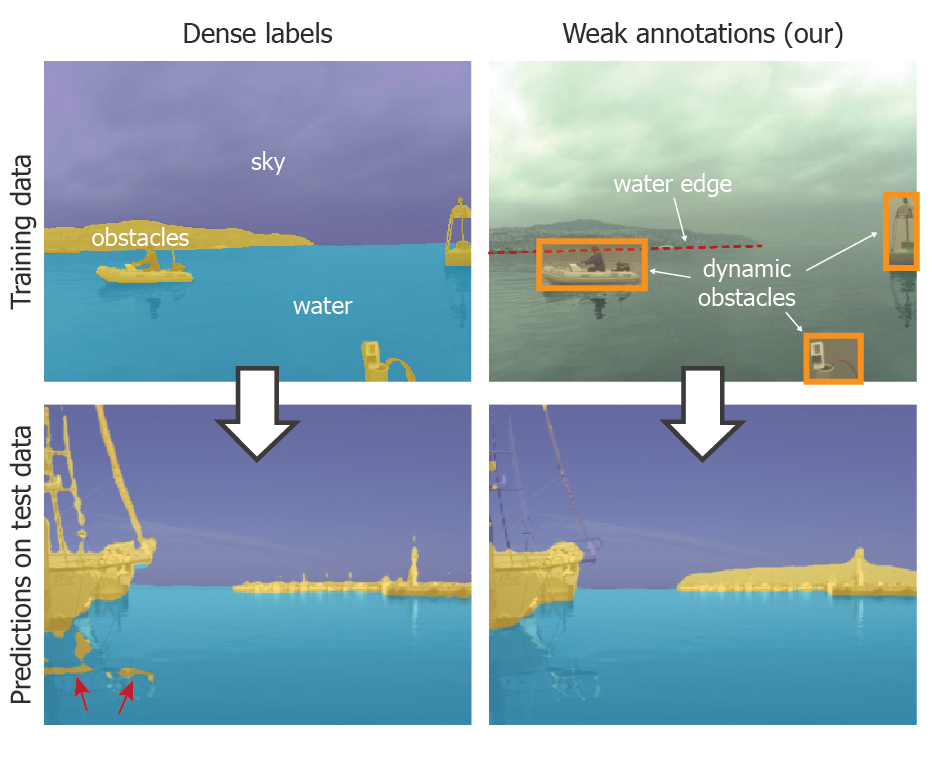 Dense labels
Weak annotations (our)
Training data
sky
obstacles
water
water edge
dynamic
obstacles
Predictions on test data